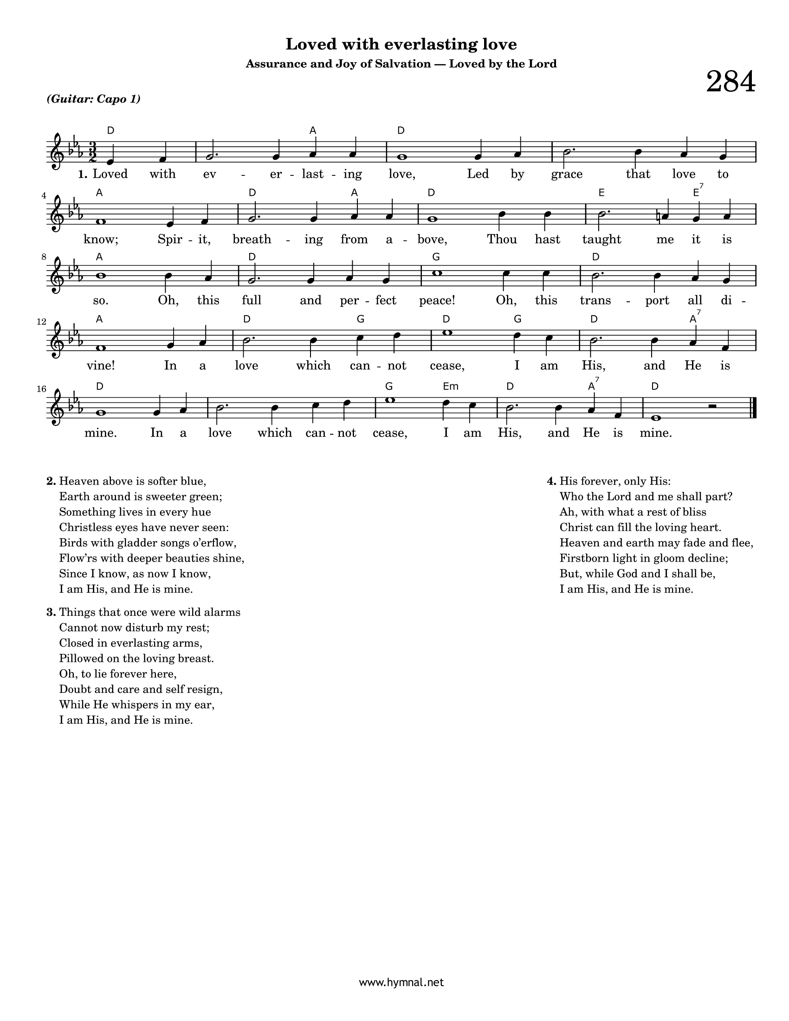 Loved with everlasting love
Assurance and Joy of Salvation — Loved by the Lord
284
(Guitar: Capo 1)
D A D
3
2
1. Loved with ev - er - last - ing love, Led by grace that love to
4 A D A D E E7
know; Spir - it, breath - ing from a - bove, Thou hast taught me it is
8 A D G D
so. Oh, this full and per - fect peace! Oh, this trans - port all di -
12 A D G D G D A7
vine! In a love which can - not cease, I am His, and He is
16 D G Em D A7 D
mine. In a love which can - not cease, I am His, and He is mine.
2. Heaven above is softer blue,
Earth around is sweeter green;
Something lives in every hue
Christless eyes have never seen:
Birds with gladder songs o'erflow,
Flow'rs with deeper beauties shine,
Since I know, as now I know,
I am His, and He is mine.
3. Things that once were wild alarms
Cannot now disturb my rest;
Closed in everlasting arms,
Pillowed on the loving breast.
Oh, to lie forever here,
Doubt and care and self resign,
While He whispers in my ear,
I am His, and He is mine.
4. His forever, only His:
Who the Lord and me shall part?
Ah, with what a rest of bliss
Christ can fill the loving heart.
Heaven and earth may fade and flee,
Firstborn light in gloom decline;
But, while God and I shall be,
I am His, and He is mine.
www.hymnal.net